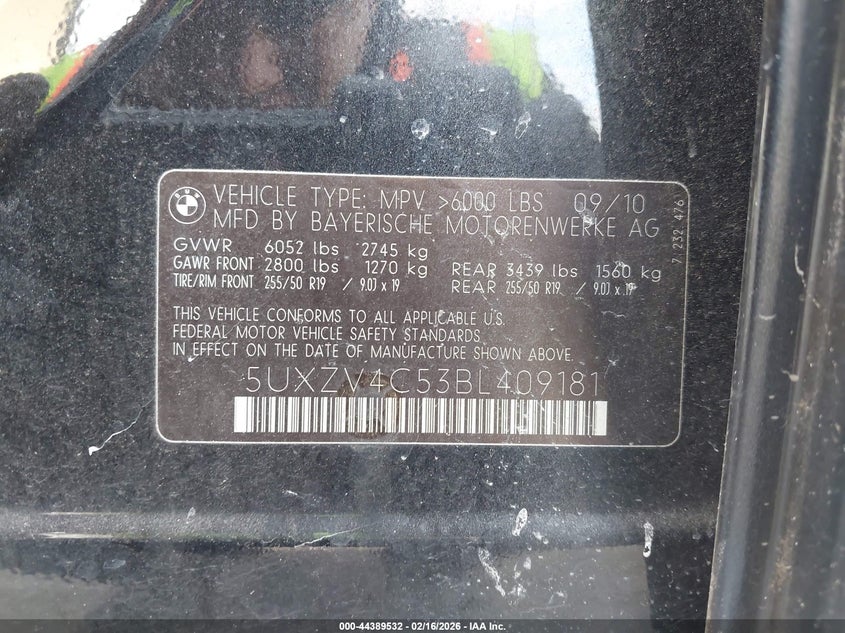 VEHICLE TYPE: MPV >6000 LBS 09/10
MFD BY BAYERISCHE MOTORENWERKE AG
GVWR 6052 lbs 2745 kg
GAWR FRONT 2800 lbs 1270 kg REAR 3439 lbs 1560 kg
TIRE/RIM FRONT 255/50 R19 / 9.0J x 19 REAR 255/50 R19 / 9.0J x 19
THIS VEHICLE CONFORMS TO ALL APPLICABLE U.S.
FEDERAL MOTOR VEHICLE SAFETY STANDARDS
IN EFFECT ON THE DATE OF MANUFACTURE SHOWN ABOVE.
5UXZV4C53BL409181
7 232 476
000-44389532 - 02/16/2026 - IAA Inc.